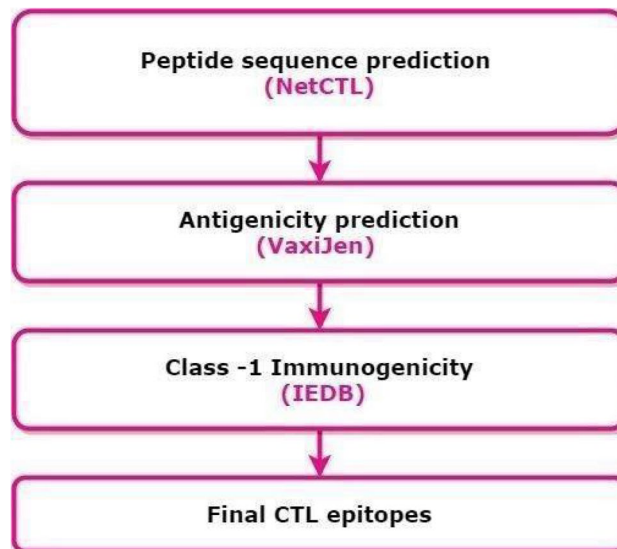 Peptide sequence prediction
(NetCTL)
Antigenicity prediction
(VaxiJen)
Class -1 Immunogenicity
(IEDB)
Final CTL epitopes